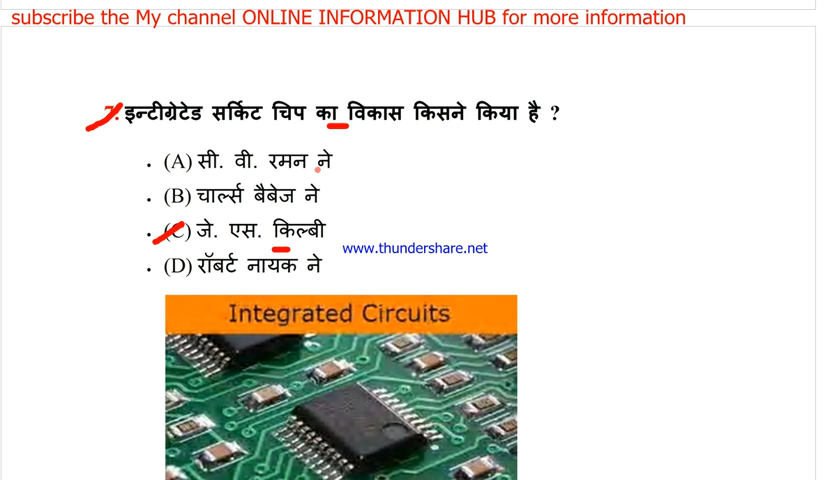 subscribe the My channel ONLINE INFORMATION HUB for more information
7. इन्टीग्रेटेड सर्किट चिप का विकास किसने किया है ?
(A) सी. वी. रमन ने
(B) चार्ल्स बैबेज ने
(C) जे. एस. किल्बी
www.thundershare.net
(D) रॉबर्ट नायक ने
Integrated Circuits